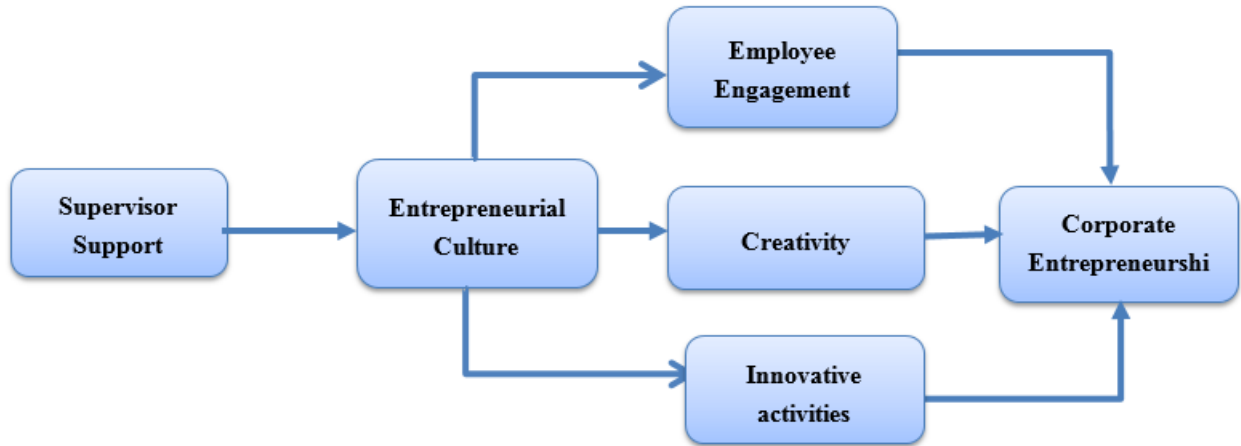 Employee
Engagement
Supervisor
Support
Entrepreneurial
Culture
Creativity
Corporate
Entrepreneurshi
Innovative
activities